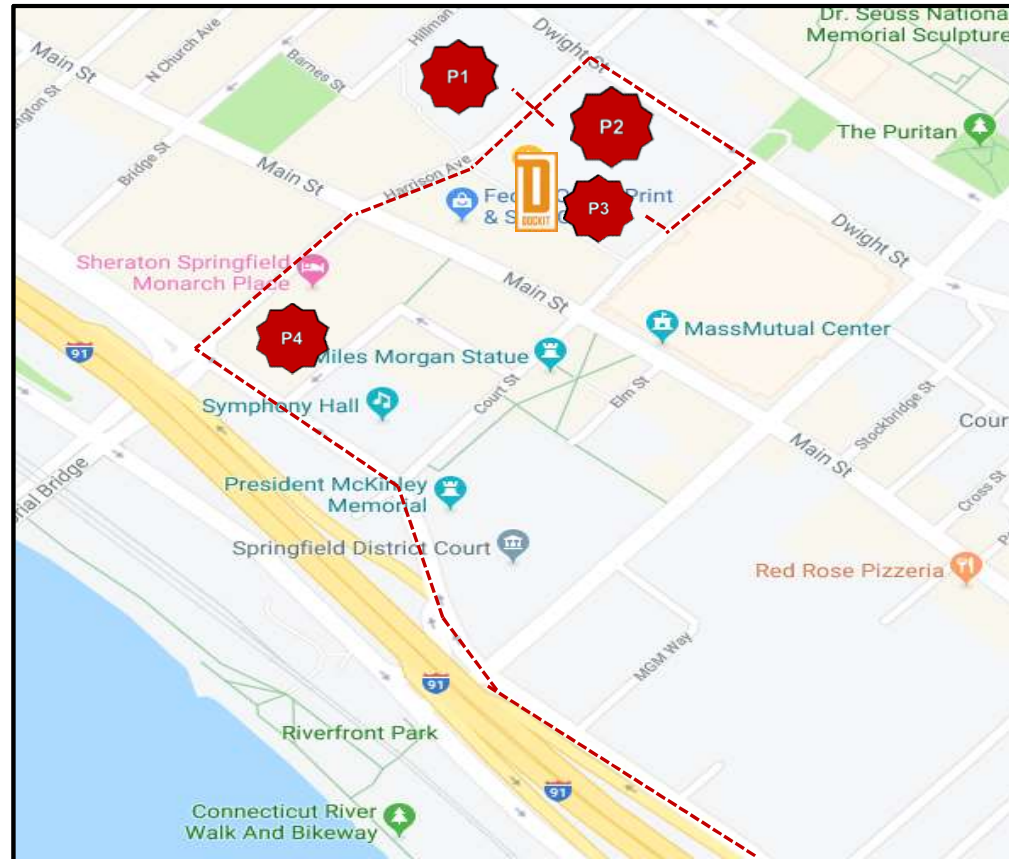 Dr. Seuss National
Memorial Sculpture
Hillman
Dwight St
N Church Ave
Main St
Barnes St
P1
P2
The Puritan
Bridge St
Main St
Harrison Ave
Print
& S
DOCKIT
P3
Dwight St
Sheraton Springfield
Monarch Place
Main St
MassMutual Center
91
P4
Miles Morgan Statue
Court St
Elm St
Symphony Hall
Stockbridge St
Cour
Main St
President McKinley
Memorial
Cross St
Springfield District Court
Red Rose Pizzeria
MGM Way
91
Riverfront Park
91
Connecticut River
Walk And Bikeway